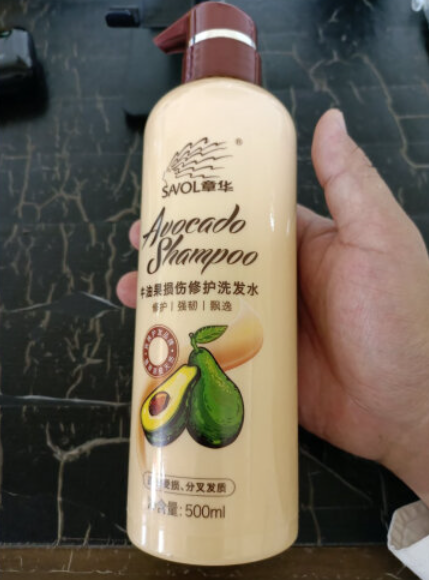 SAVOL章华
®
Avocado
Shampoo
牛油果损伤修护洗发水
修护 | 强韧 | 飘逸
受损、分叉发质
净含量:500ml